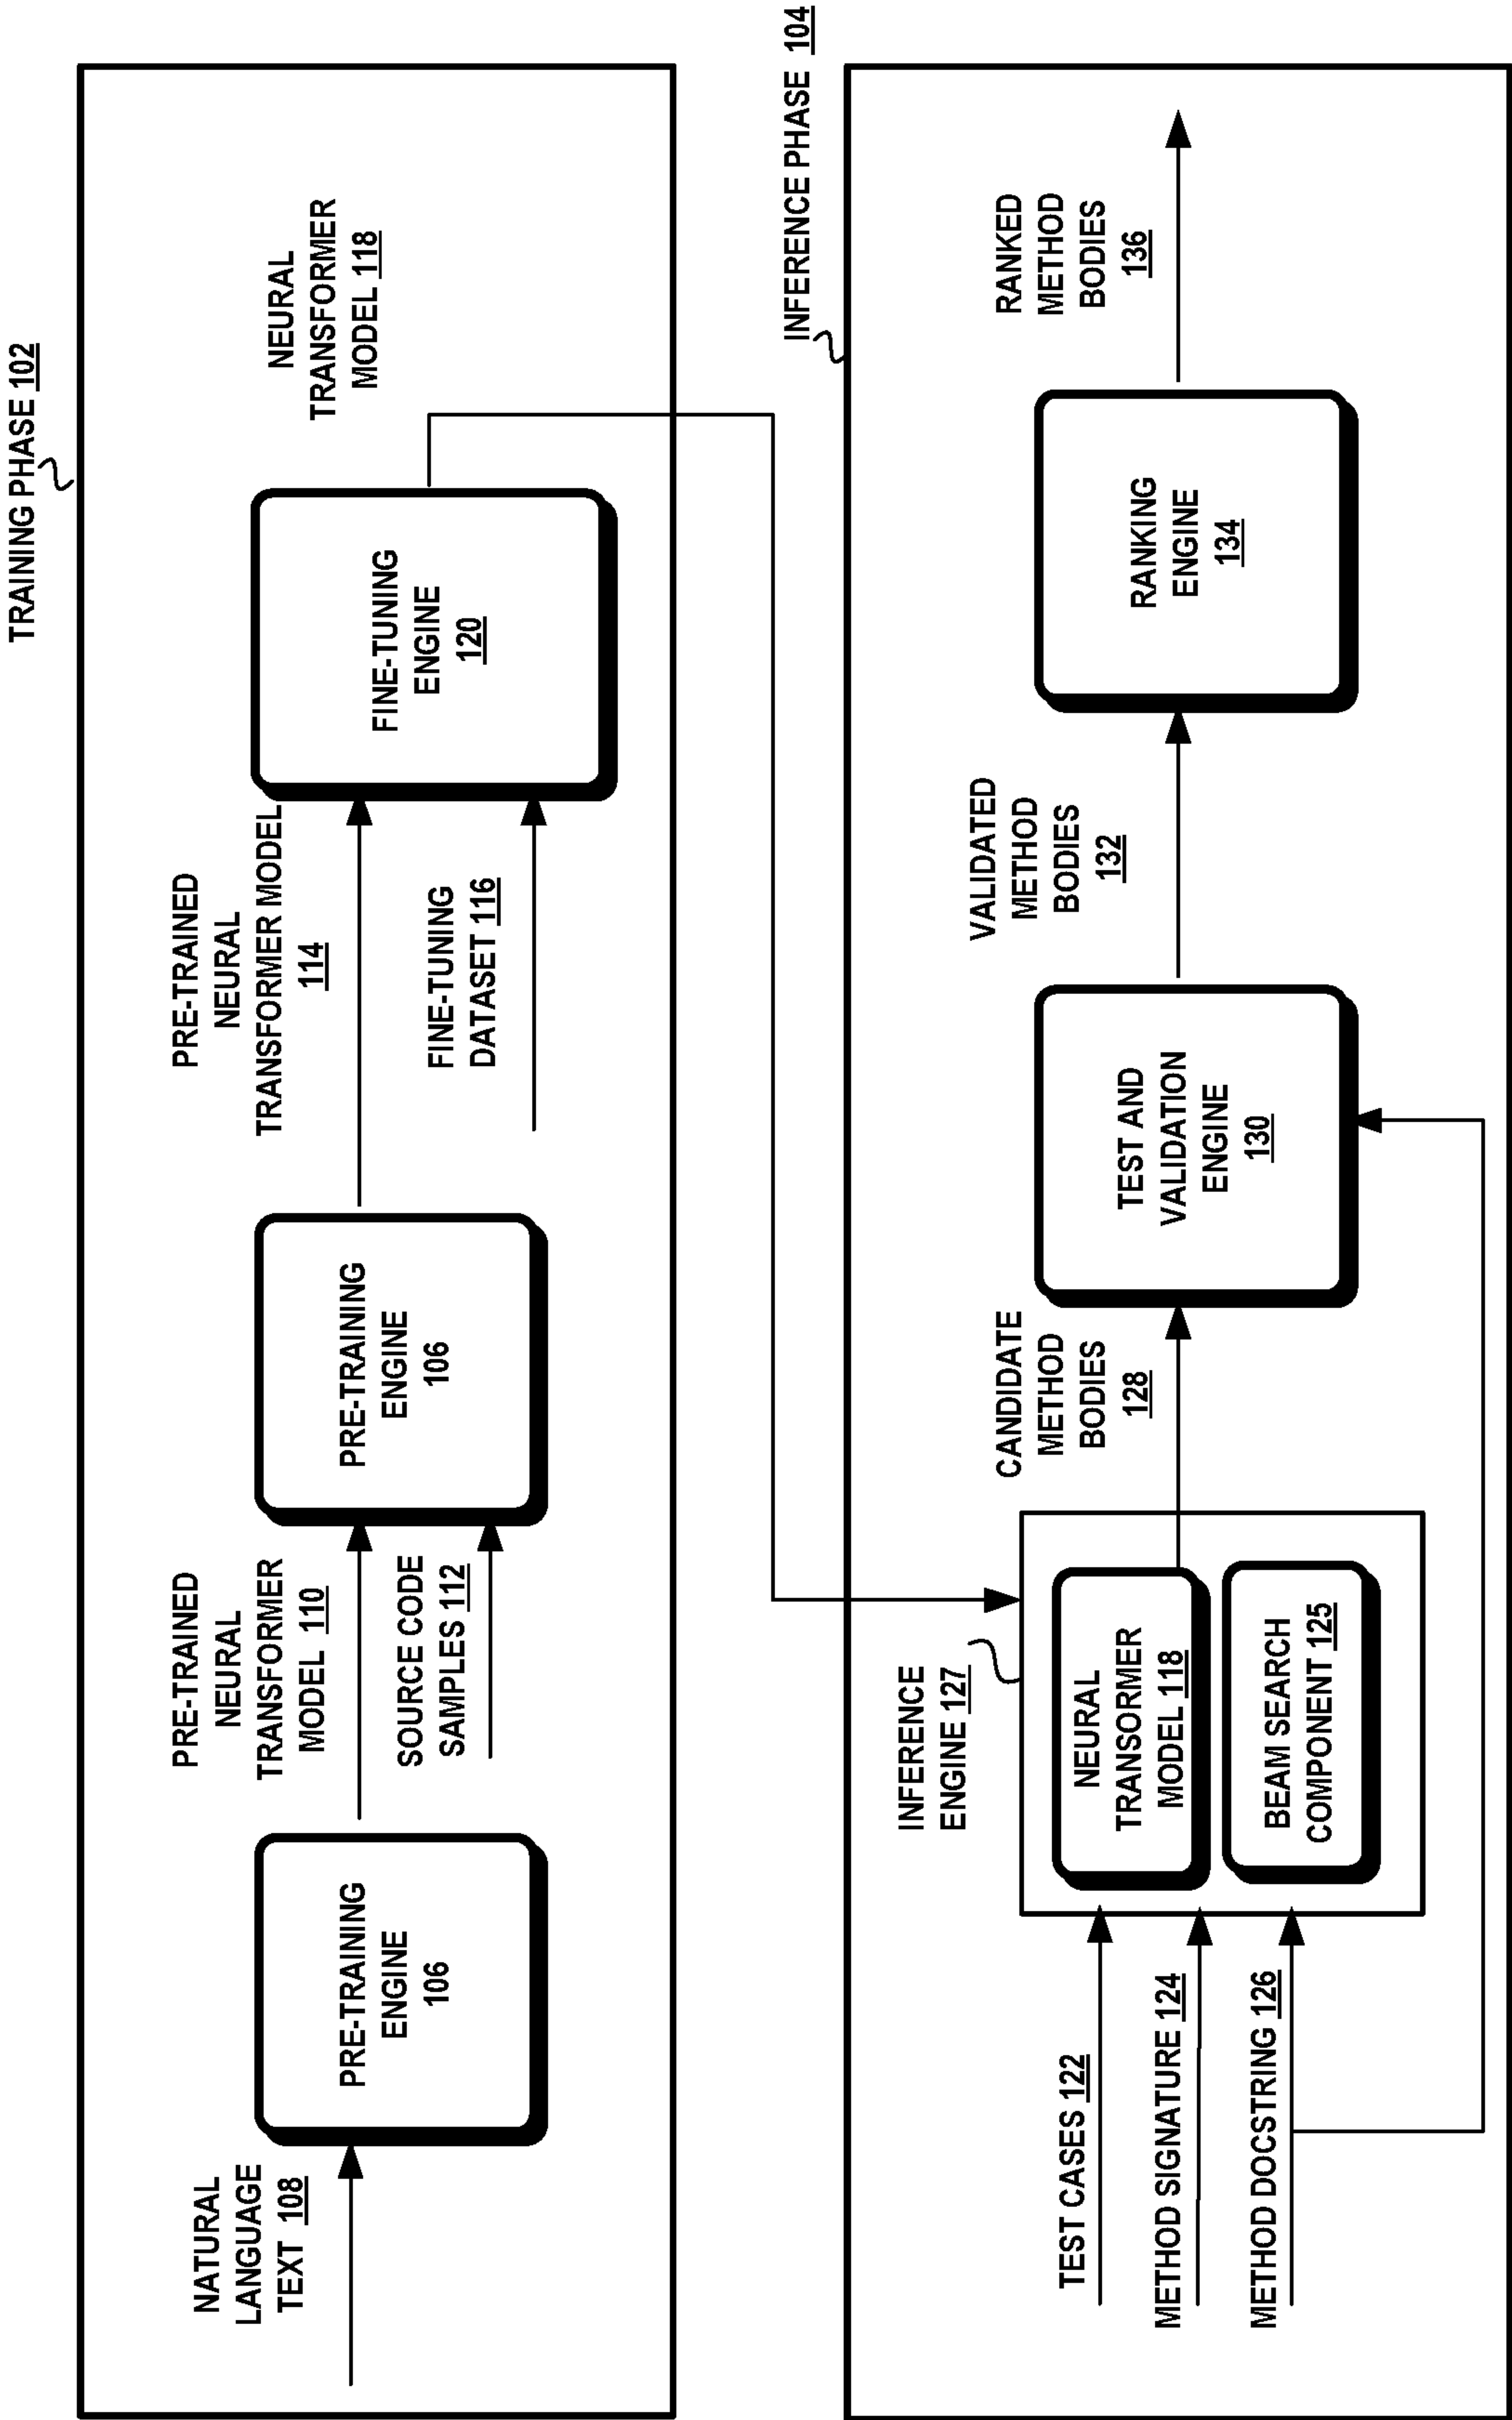 TRAINING PHASE 102
NATURAL
LANGUAGE
TEXT 108
PRE-TRAINING
ENGINE
106
PRE-TRAINED
NEURAL
TRANSFORMER
MODEL 110
SOURCE CODE
SAMPLES 112
PRE-TRAINING
ENGINE
106
PRE-TRAINED
NEURAL
TRANSFORMER MODEL
114
FINE-TUNING
DATASET 116
FINE-TUNING
ENGINE
120
NEURAL
TRANSFORMER
MODEL 118
INFERENCE PHASE 104
TEST CASES 122
METHOD SIGNATURE 124
METHOD DOCSTRING 126
INFERENCE
ENGINE 127
NEURAL
TRANSORMER
MODEL 118
BEAM SEARCH
COMPONENT 125
CANDIDATE
METHOD
BODIES
128
TEST AND
VALIDATION
ENGINE
130
VALIDATED
METHOD
BODIES
132
RANKING
ENGINE
134
RANKED
METHOD
BODIES
136